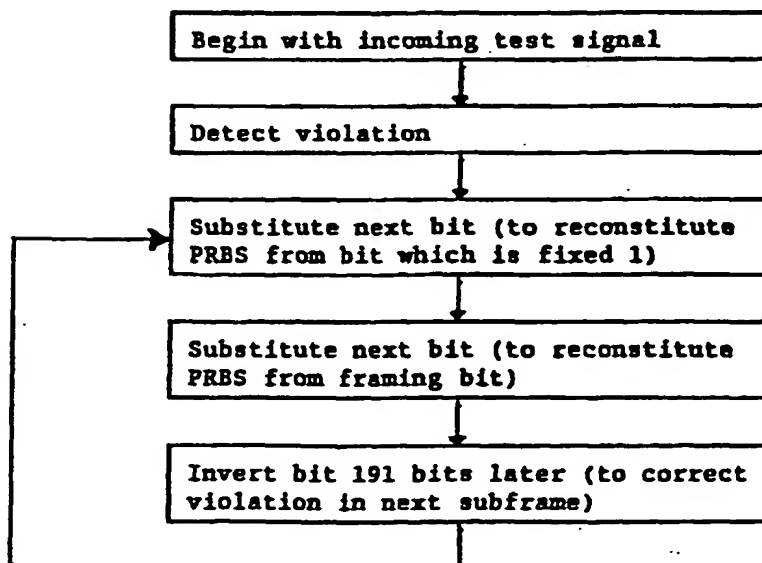 Begin with incoming test signal
Detect violation
Substitute next bit (to reconstitute
PRBS from bit which is fixed 1)
Substitute next bit (to reconstitute
PRBS from framing bit)
Invert bit 191 bits later (to correct
violation in next subframe)